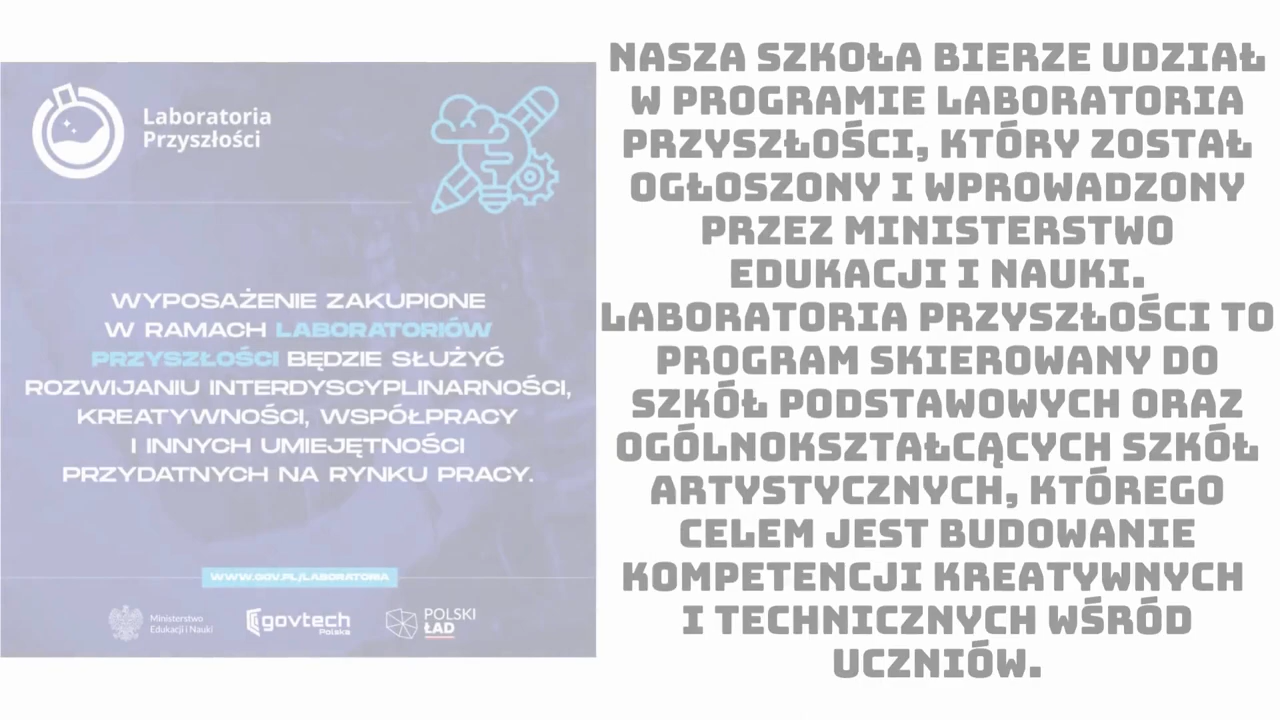 Laboratoria
Przyszłości
WYPOSAŻENIE ZAKUPIONE
W RAMACH LABORATORIÓW
PRZYSZŁOŚCI BĘDZIE SŁUŻYĆ
ROZWIJANIU INTERDYSCYPLINARNOŚCI,
KREATYWNOŚCI, WSPÓŁPRACY
I INNYCH UMIEJĘTNOŚCI
PRZYDATNYCH NA RYNKU PRACY.
WWW.GOV.PL/LABORATORIA
Ministerstwo
Edukacji i Nauki
govtech
Polska
POLSKI
ŁAD
NASZA SZKOŁA BIERZE UDZIAŁ
W PROGRAMIE LABORATORIA
PRZYSZŁOŚCI, KTÓRY ZOSTAŁ
OGŁOSZONY I WPROWADZONY
PRZEZ MINISTERSTWO
EDUKACJI I NAUKI.
LABORATORIA PRZYSZŁOŚCI TO
PROGRAM SKIEROWANY DO
SZKÓŁ PODSTAWOWYCH ORAZ
OGÓLNOKSZTAŁCĄCYCH SZKÓŁ
ARTYSTYCZNYCH, KTÓREGO
CELEM JEST BUDOWANIE
KOMPETENCJI KREATYWNYCH
I TECHNICZNYCH WŚRÓD
UCZNIÓW.